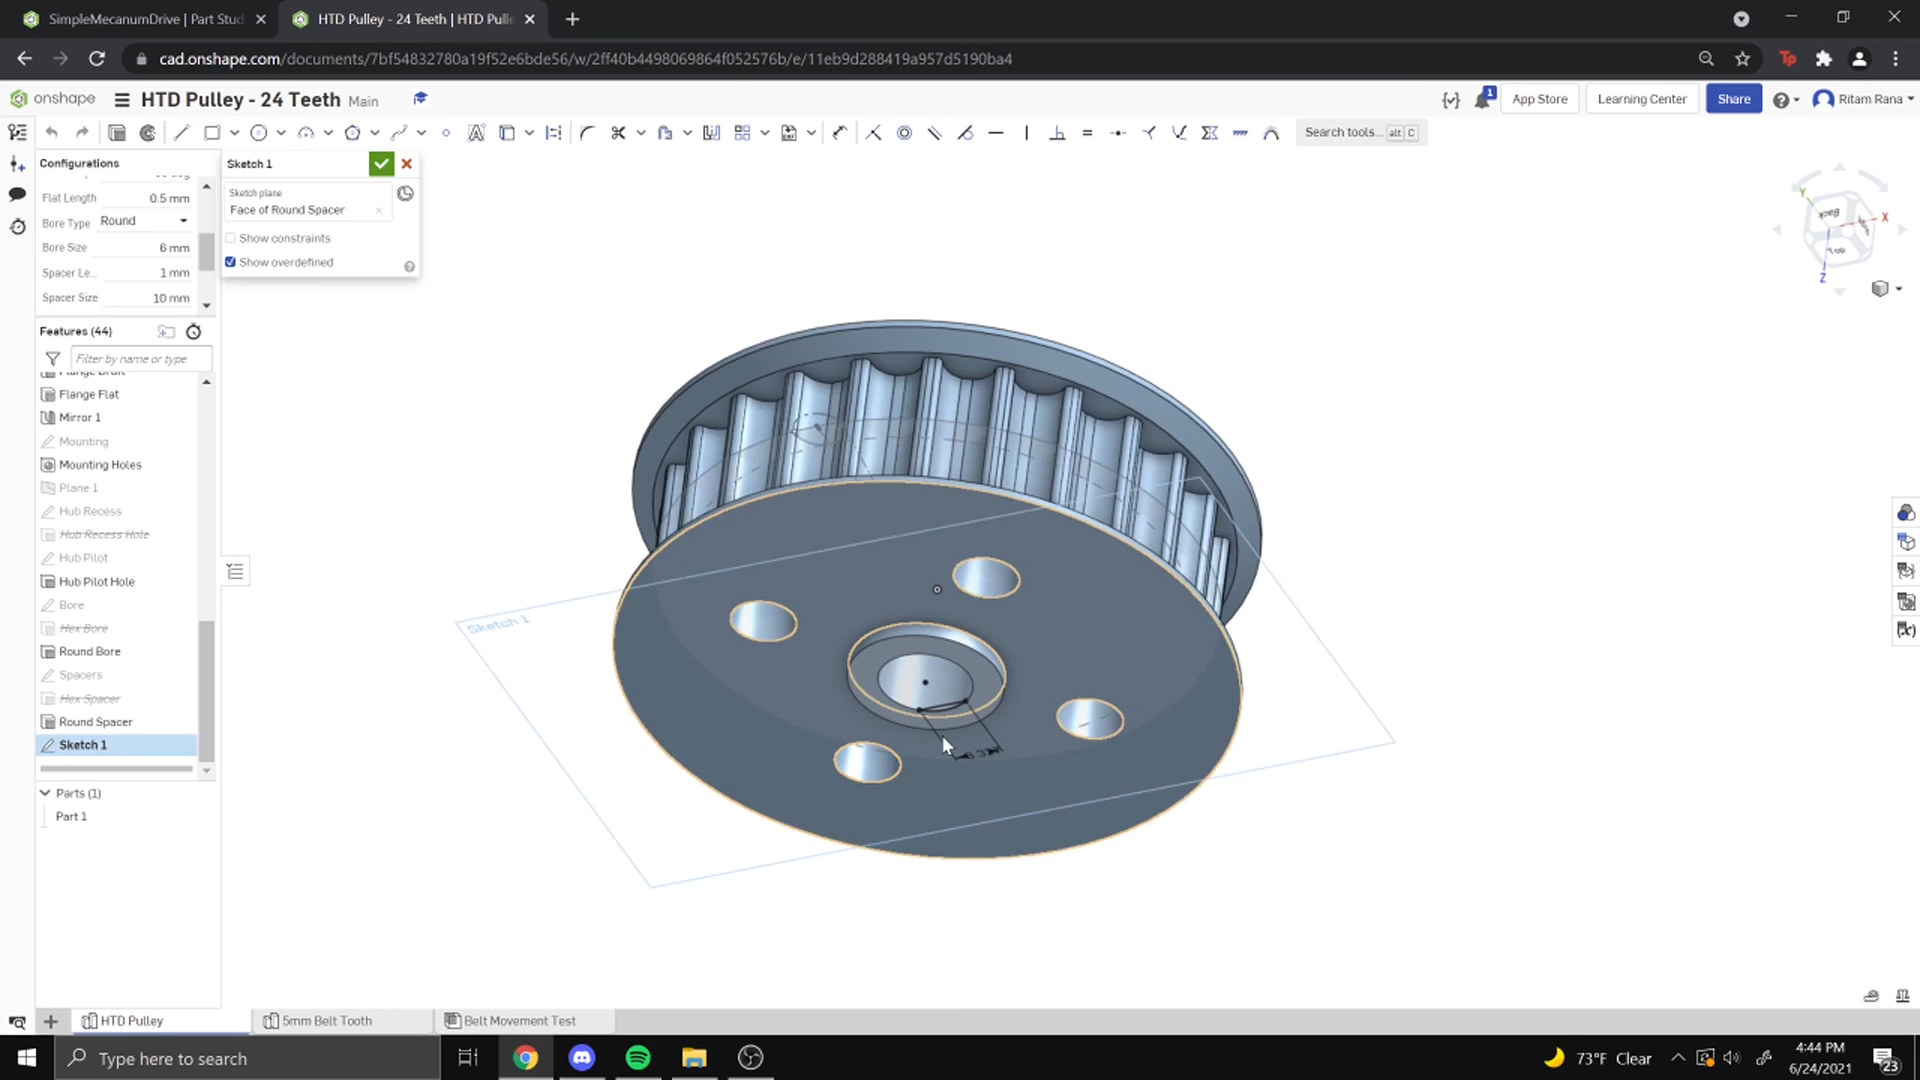 SimpleMecanumDrive | Part Stud
HTD Pulley - 24 Teeth | HTD Pulle
cad.onshape.com/documents/7bf54832780a19f52e6bde56/w/2ff40b4498069864f052576b/e/11eb9d288419a957d5190ba4
onshape
HTD Pulley - 24 Teeth Main
1
App Store
Learning Center
Share
Ritam Rana
Search tools... alt C
Configurations
Flat Length 0.5 mm
Bore Type Round
Bore Size 6 mm
Spacer Le... 1 mm
Spacer Size 10 mm
Sketch 1
Sketch plane
Face of Round Spacer
Show constraints
Show overdefined
Features (44)
Filter by name or type
Flange Flat
Mirror 1
Mounting
Mounting Holes
Plane 1
Hub Recess
Hub Recess Hole
Hub Pilot
Hub Pilot Hole
Bore
Hex Bore
Round Bore
Spacers
Hex Spacer
Round Spacer
Sketch 1
Parts (1)
Part 1
Sketch 1
Y
X
Z
Back
Top
HTD Pulley
5mm Belt Tooth
Belt Movement Test
Type here to search
73°F Clear
4:44 PM
6/24/2021
23